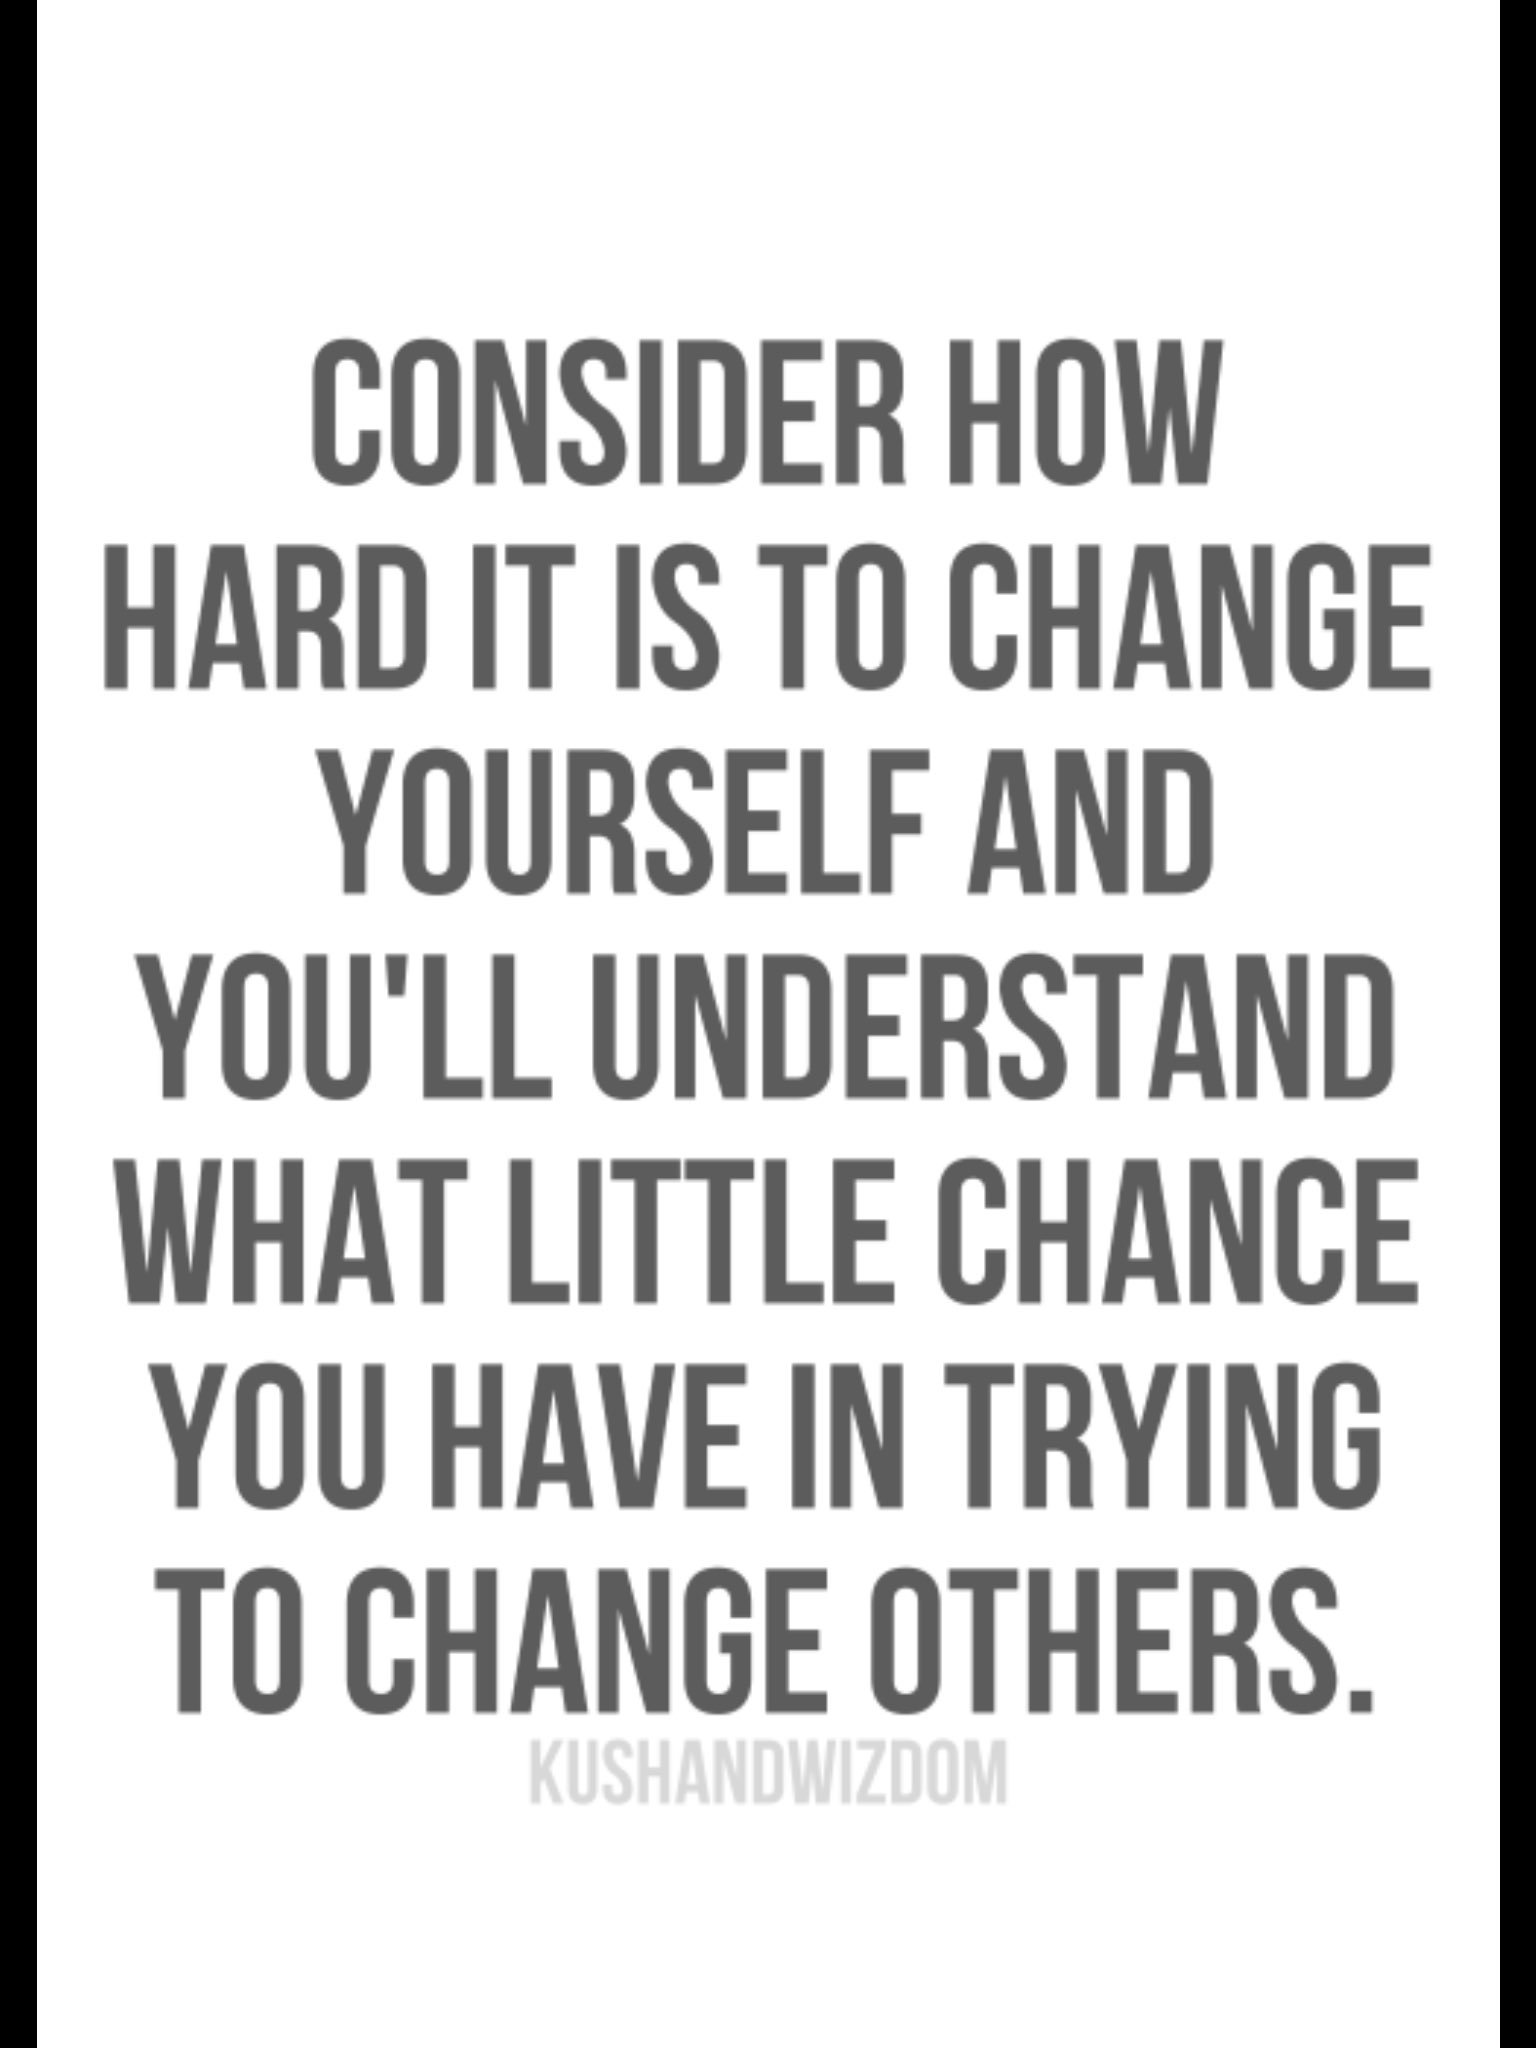 CONSIDER HOW
HARD IT IS TO CHANGE
YOURSELF AND
YOU'LL UNDERSTAND
WHAT LITTLE CHANCE
YOU HAVE IN TRYING
TO CHANGE OTHERS.
KUSHANDWIZDOM